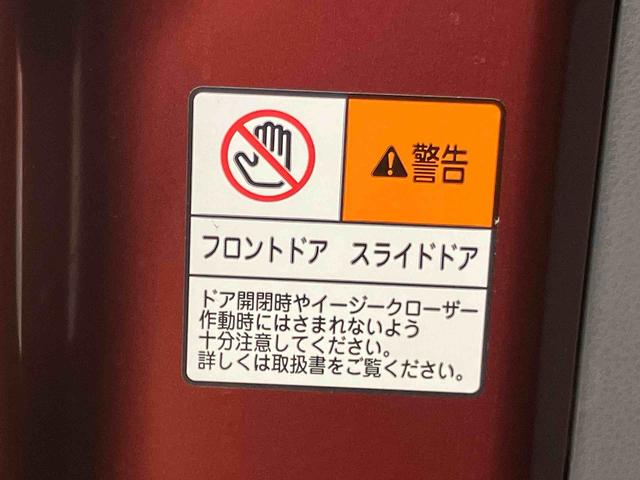 警告
フロントドア スライドドア
ドア開閉時やイージークローザー
作動時にはさまれないよう
十分注意してください。
詳しくは取扱書をご覧ください。